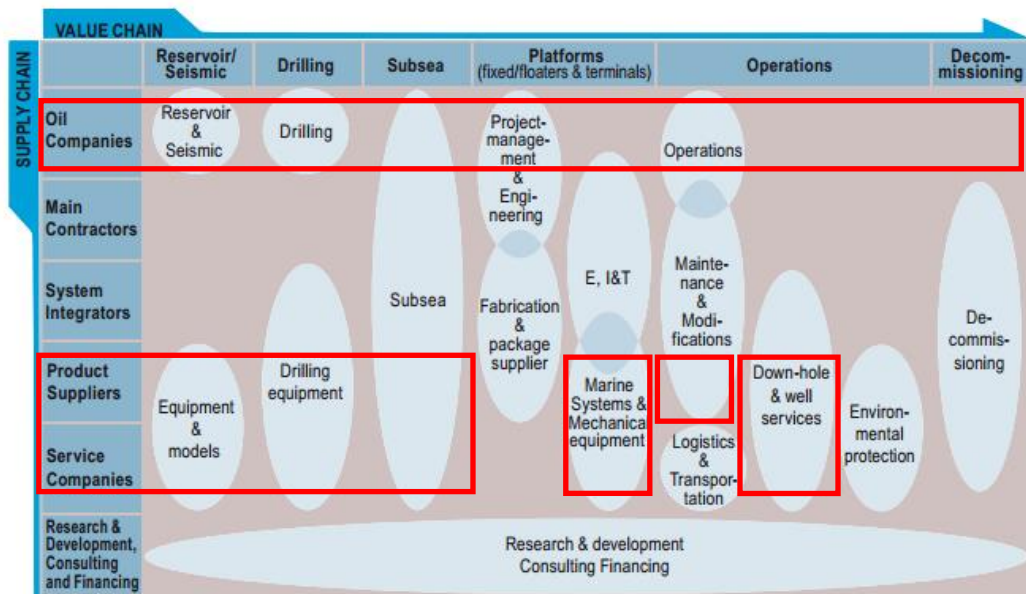 VALUE CHAIN
SUPPLY CHAIN
Reservoir/
Seismic
Drilling
Subsea
Platforms
(fixed/floaters & terminals)
Operations
Decom-
missioning
Oil
Companies
Reservoir
&
Seismic
Drilling
Project-
manage-
ment
&
Engi-
neering
Operations
Main
Contractors
System
Integrators
Subsea
Fabrication
&
package
supplier
E, I&T
Mainte-
nance
&
Modi-
fications
De-
commis-
sioning
Product
Suppliers
Equipment
&
models
Drilling
equipment
Marine
Systems &
Mechanical
equipment
Down-hole
& well
services
Environ-
mental
protection
Service
Companies
Logistics
&
Transpor-
tation
Research &
Development,
Consulting
and Financing
Research & development
Consulting Financing